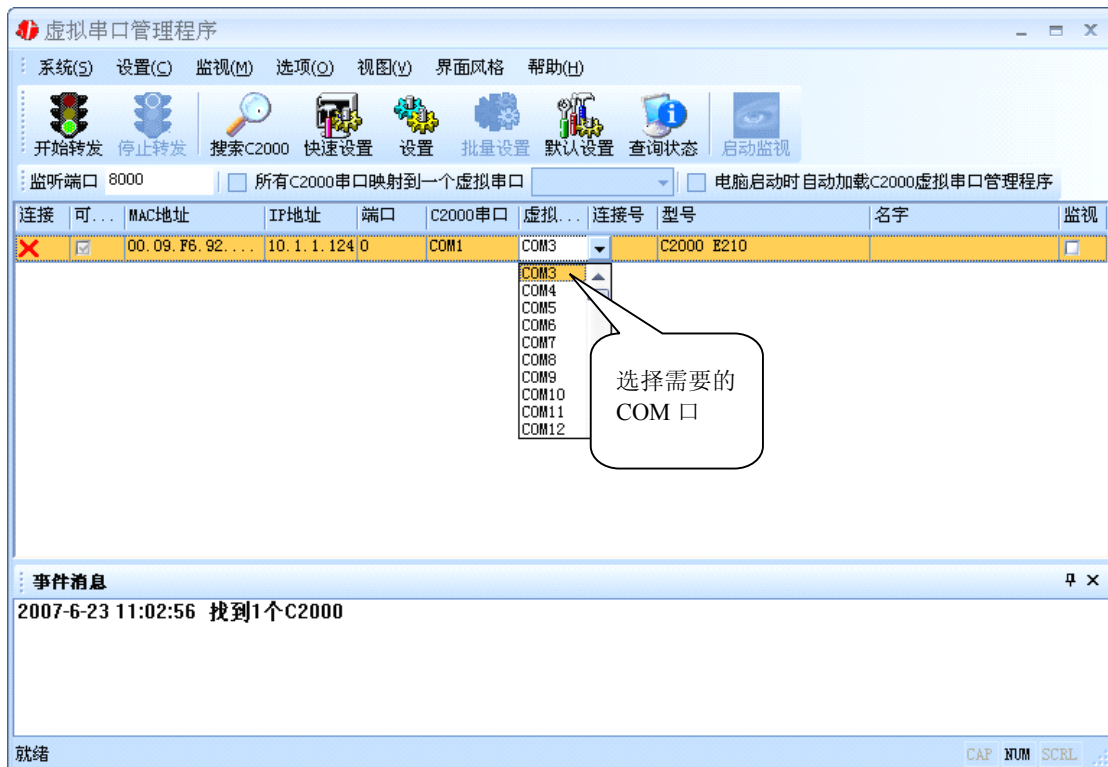 虚拟串口管理程序
系统(S) 设置(C) 监视(M) 选项(O) 视图(V) 界面风格 帮助(H)
开始转发 停止转发 搜索C2000 快速设置 设置 批量设置 默认设置 查询状态 启动监视
监听端口 8000 所有C2000串口映射到一个虚拟串口 电脑启动时自动加载C2000虚拟串口管理程序
连接 可... MAC地址 IP地址 端口 C2000串口 虚拟... 连接号 型号 名字 监视
00.09.F6.92.... 10.1.1.124 0 COM1 COM3 C2000 E210
COM3
COM4
COM5
COM6
COM7
COM8
COM9
COM10
COM11
COM12
选择需要的
COM 口
事件消息
2007-6-23 11:02:56 找到1个C2000
就绪 CAP NUM SCRL